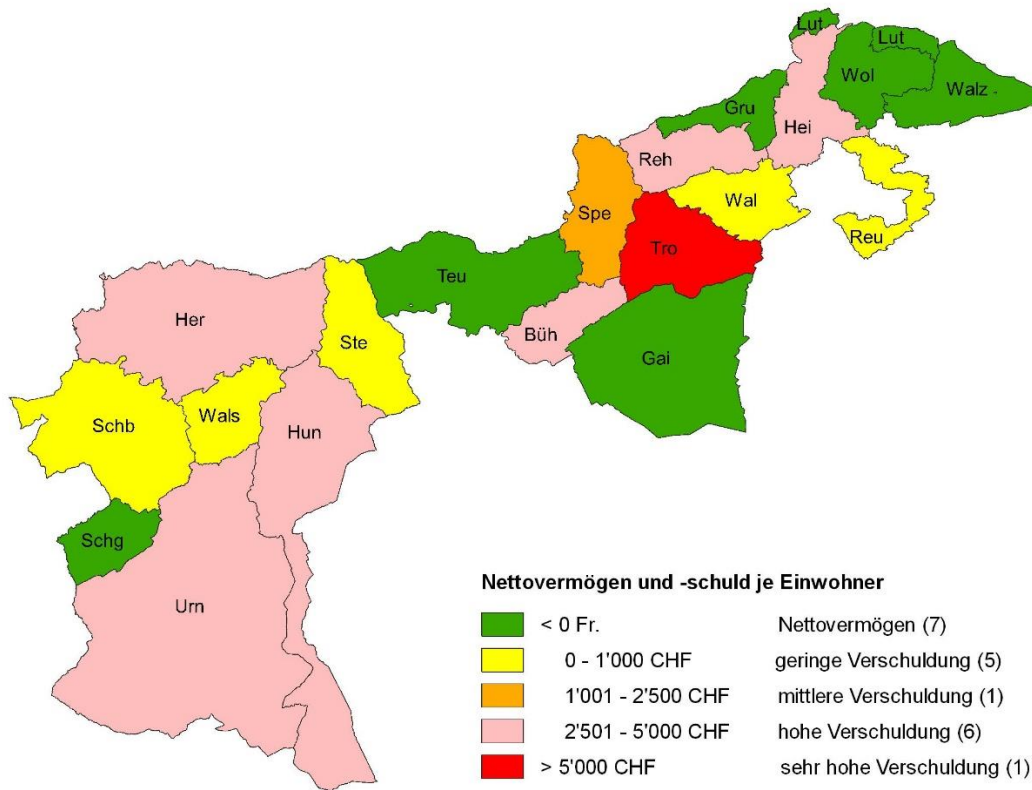 Lut
Lut
Wol
Walz
Gru
Hei
Reh
Wal
Spe
Reu
Tro
Teu
Her
Büh
Ste
Gai
Wals
Schb
Hun
Schg
Urn
Nettovermögen und -schuld je Einwohner
< 0 Fr. Nettovermögen (7)
0 - 1'000 CHF geringe Verschuldung (5)
1'001 - 2'500 CHF mittlere Verschuldung (1)
2'501 - 5'000 CHF hohe Verschuldung (6)
> 5'000 CHF sehr hohe Verschuldung (1)